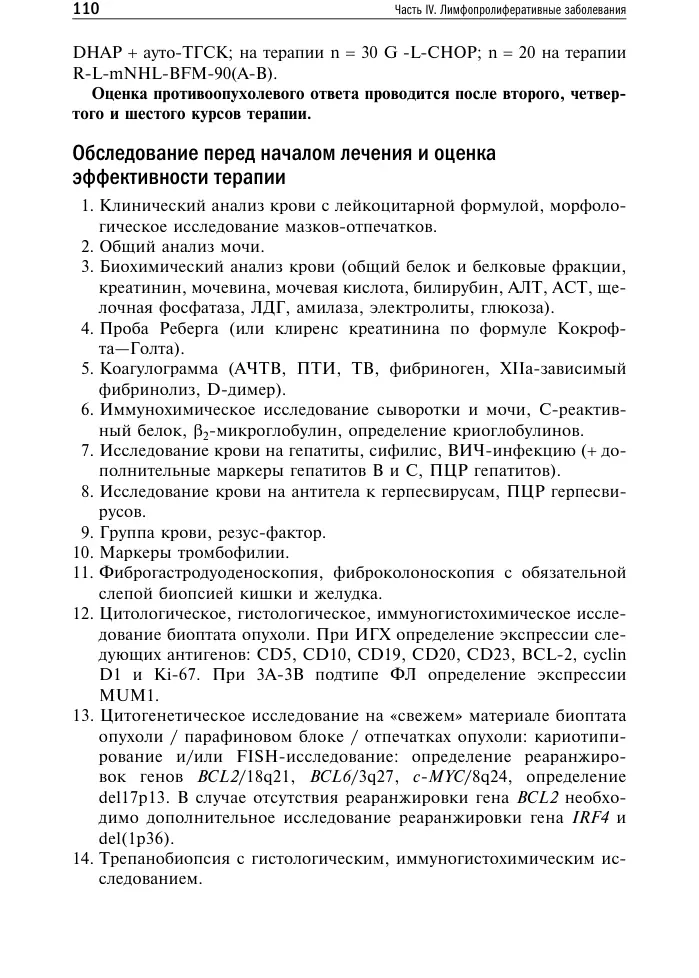 110
Часть IV. Лимфопролиферативные заболевания
DHAP + ауто-ТГСК; на терапии n = 30 G -L-CHOP; n = 20 на терапии
R-L-mNHL-BFM-90(A-B).
Оценка противоопухолевого ответа проводится после второго, четвер-
того и шестого курсов терапии.
Обследование перед началом лечения и оценка
эффективности терапии
1. Клинический анализ крови с лейкоцитарной формулой, морфоло-
гическое исследование мазков-отпечатков.
2. Общий анализ мочи.
3. Биохимический анализ крови (общий белок и белковые фракции,
креатинин, мочевина, мочевая кислота, билирубин, АЛТ, АСТ, ще-
лочная фосфатаза, ЛДГ, амилаза, электролиты, глюкоза).
4. Проба Реберга (или клиренс креатинина по формуле Кокроф-
та—Голта).
5. Коагулограмма (АЧТВ, ПТИ, ТВ, фибриноген, XIIа-зависимый
фибринолиз, D-димер).
6. Иммунохимическое исследование сыворотки и мочи, С-реактив-
ный белок, β₂-микроглобулин, определение криоглобулинов.
7. Исследование крови на гепатиты, сифилис, ВИЧ-инфекцию (+ до-
полнительные маркеры гепатитов В и С, ПЦР гепатитов).
8. Исследование крови на антитела к герпесвирусам, ПЦР герпесви-
русов.
9. Группа крови, резус-фактор.
10. Маркеры тромбофилии.
11. Фиброгастродуоденоскопия, фиброколоноскопия с обязательной
слепой биопсией кишки и желудка.
12. Цитологическое, гистологическое, иммуногистохимическое иссле-
дование биоптата опухоли. При ИГХ определение экспрессии сле-
дующих антигенов: CD5, CD10, CD19, CD20, CD23, BCL-2, cyclin
D1 и Ki-67. При 3А-3В подтипе ФЛ определение экспрессии
MUM1.
13. Цитогенетическое исследование на «свежем» материале биоптата
опухоли / парафиновом блоке / отпечатках опухоли: кариотипи-
рование и/или FISH-исследование: определение реаранжиро-
вок генов BCL2/18q21, BCL6/3q27, c-MYC/8q24, определение
del17p13. В случае отсутствия реаранжировки гена BCL2 необхо-
димо дополнительное исследование реаранжировки гена IRF4 и
del(1p36).
14. Трепанобиопсия с гистологическим, иммуногистохимическим ис-
следованием.